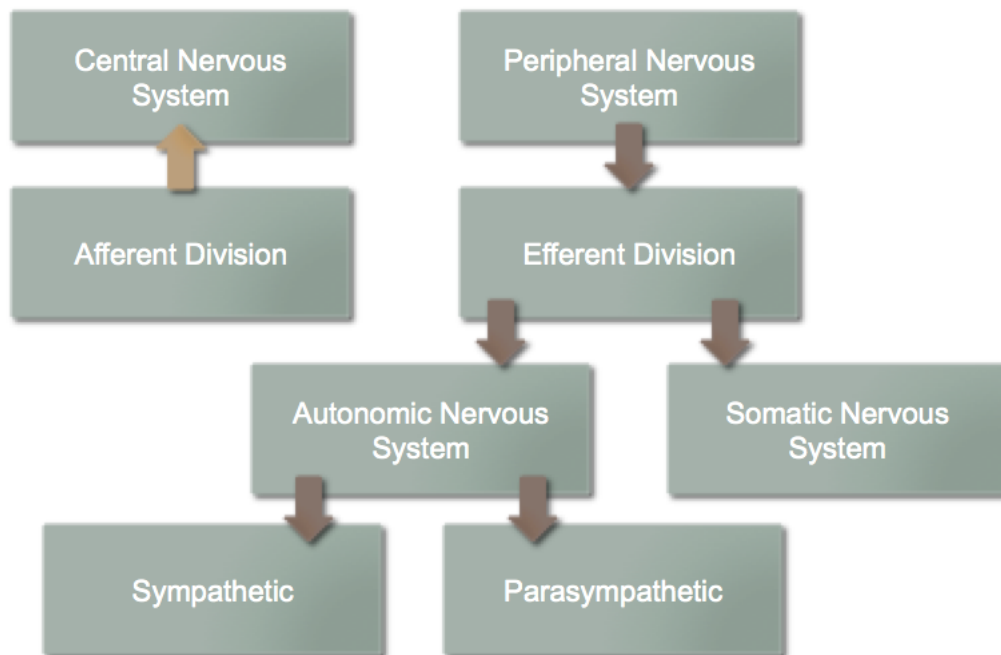 Central Nervous
System
Peripheral Nervous
System
Afferent Division
Efferent Division
Autonomic Nervous
System
Somatic Nervous
System
Sympathetic
Parasympathetic